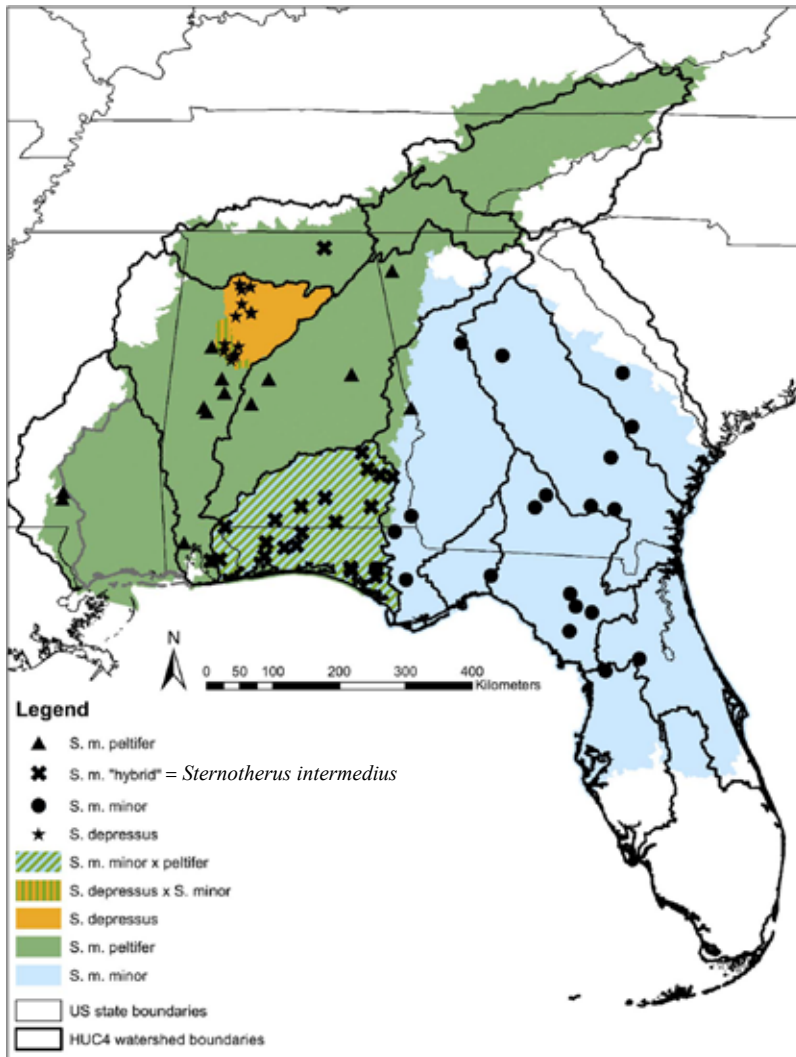 N
0 50 100 200 300 400
Kilometers
Legend
S. m. peltifer
S. m. "hybrid" = Sternotherus intermedius
S. m. minor
S. depressus
S. m. minor x peltifer
S. depressus x S. minor
S. depressus
S. m. peltifer
S. m. minor
US state boundaries
HUC4 watershed boundaries